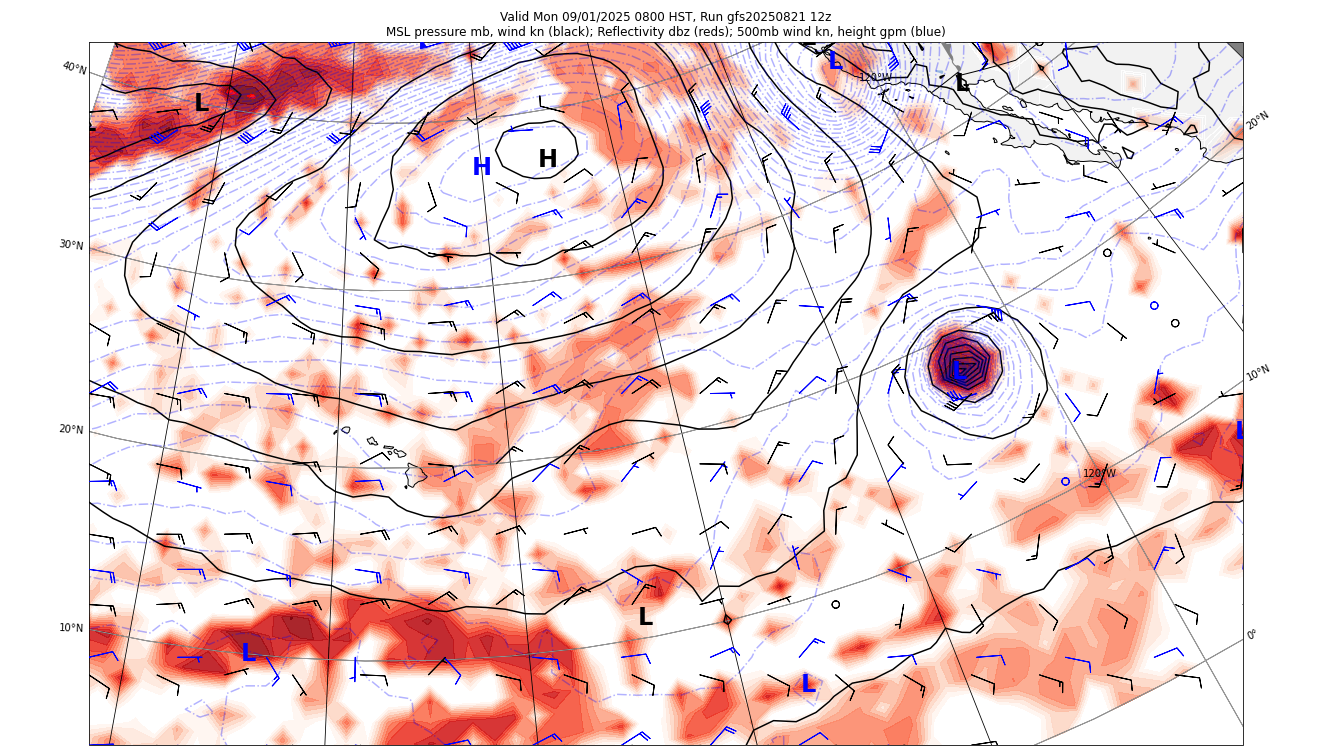 Valid Mon 09/01/2025 0800 HST, Run gfs20250821 12z
MSL pressure mb, wind kn (black); Reflectivity dbz (reds); 500mb wind kn, height gpm (blue)
L
40°N
120°W
L
L
20°N
H
H
30°N
10°N
L
20°N
L
120°W
10°N
L
0°
L
L